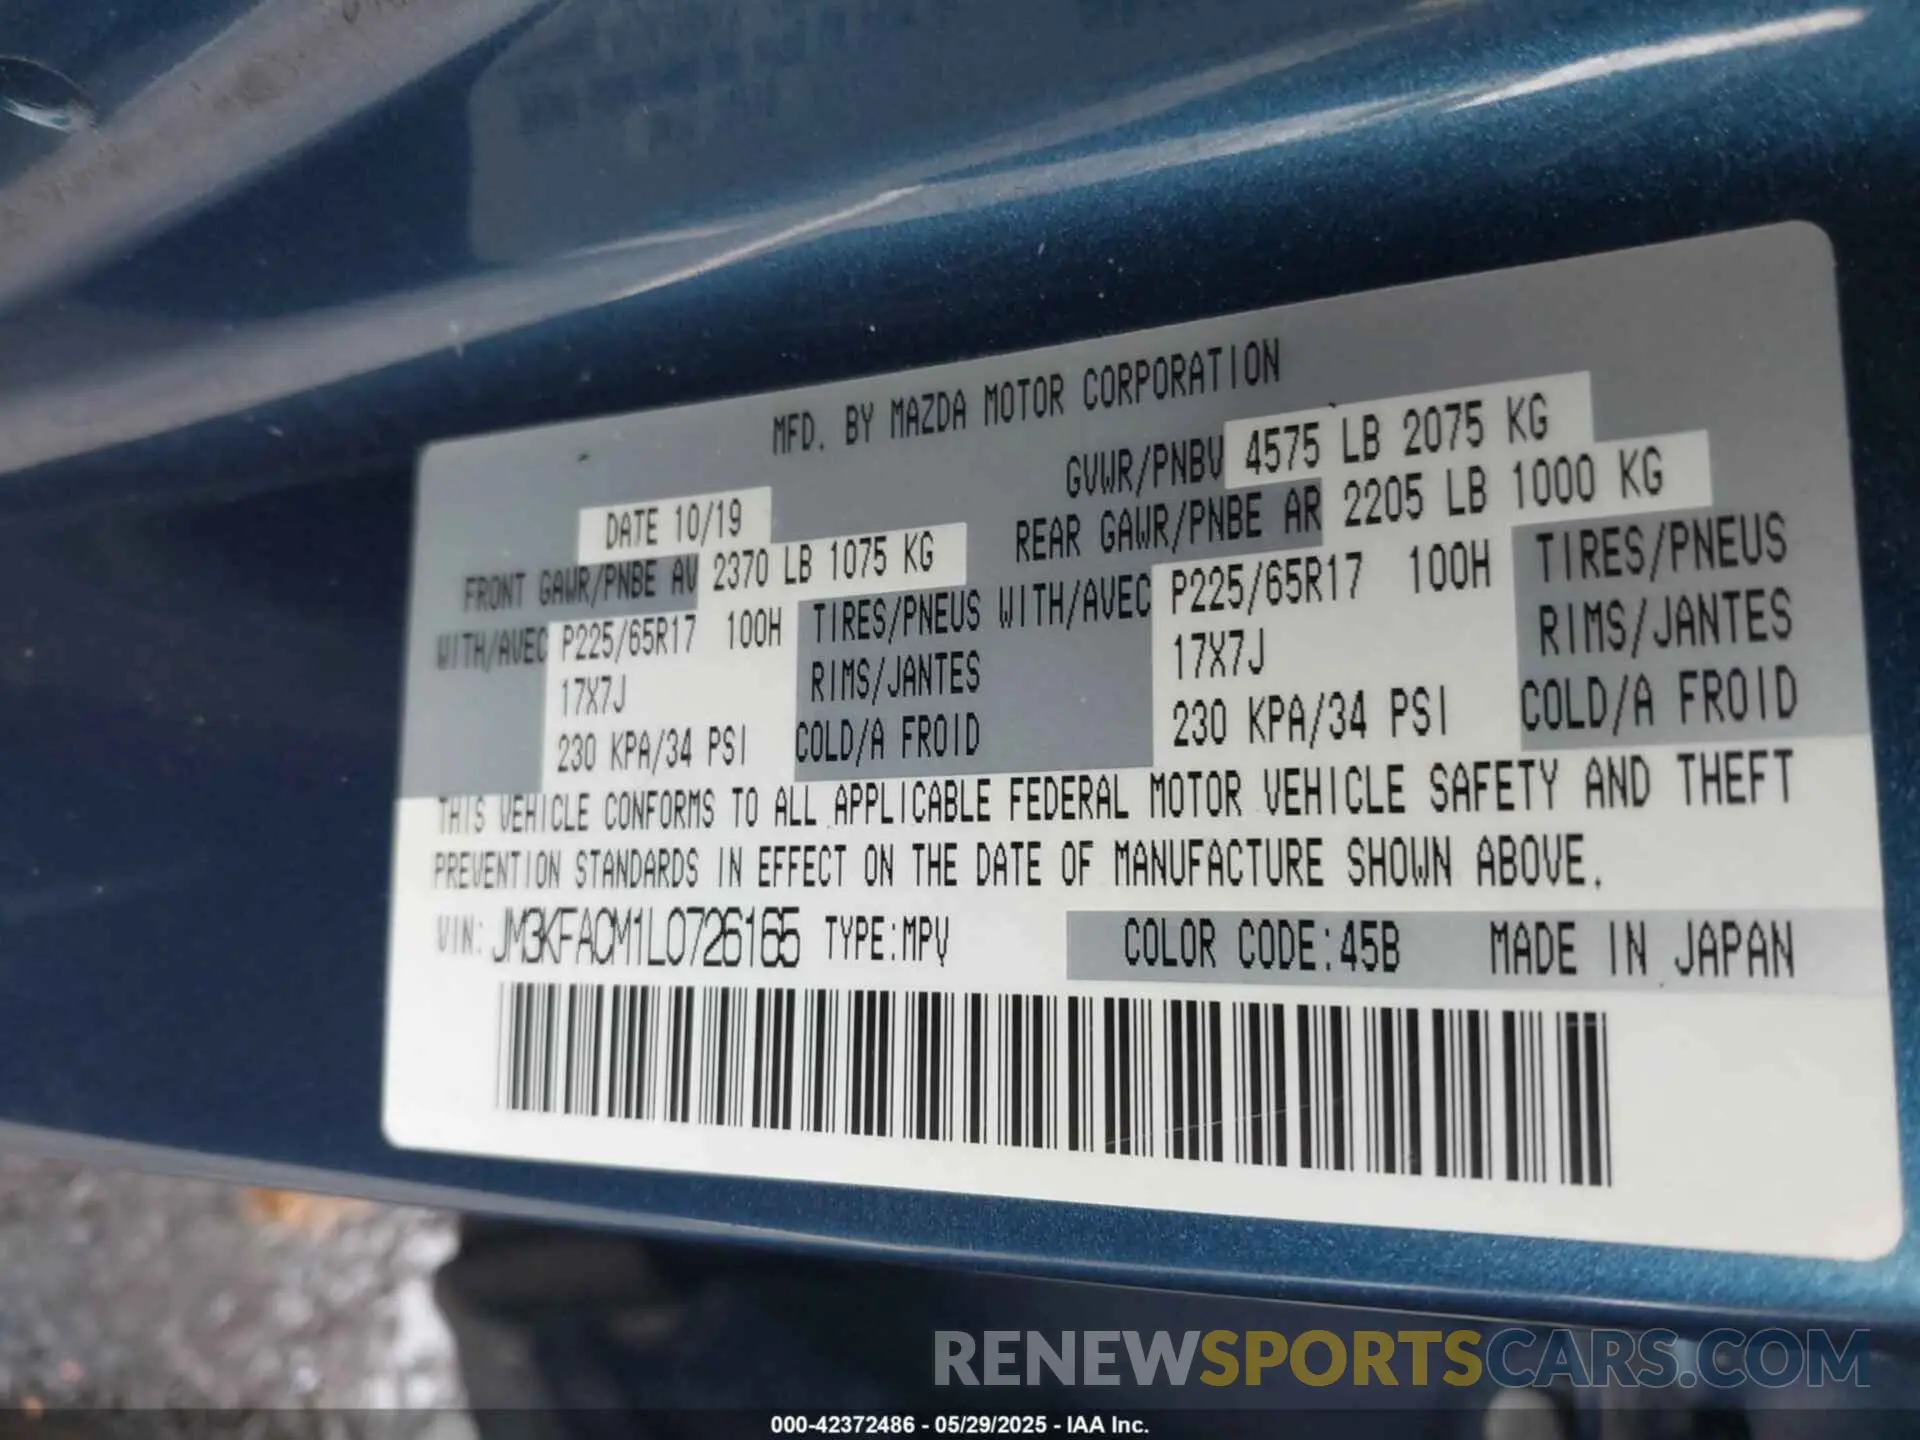 MFD. BY MAZDA MOTOR CORPORATION
DATE 10/19 GVWR/PNBV 4575 LB 2075 KG
FRONT GAWR/PNBE AV 2370 LB 1075 KG REAR GAWR/PNBE AR 2205 LB 1000 KG
WITH/AVEC P225/65R17 100H TIRES/PNEUS WITH/AVEC P225/65R17 100H TIRES/PNEUS
17X7J RIMS/JANTES 17X7J RIMS/JANTES
230 KPA/34 PSI COLD/A FROID 230 KPA/34 PSI COLD/A FROID
THIS VEHICLE CONFORMS TO ALL APPLICABLE FEDERAL MOTOR VEHICLE SAFETY AND THEFT
PREVENTION STANDARDS IN EFFECT ON THE DATE OF MANUFACTURE SHOWN ABOVE.
VIN: JM3KFACM1L0726165 TYPE:MPV COLOR CODE:45B MADE IN JAPAN
RENEWSPORTSCARS.COM
000-42372486 - 05/29/2025 - IAA Inc.